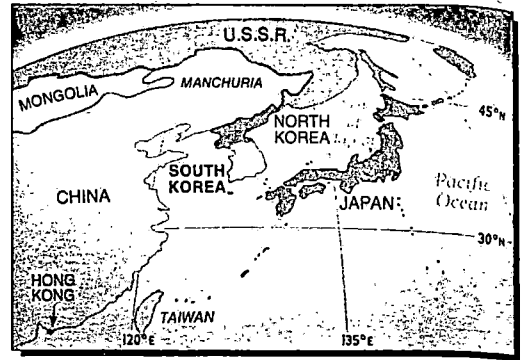 U.S.S.R.
MONGOLIA
MANCHURIA
45°N
NORTH
KOREA
SOUTH
KOREA
CHINA
JAPAN
Pacific
Ocean
30°N
HONG
KONG
TAIWAN
120°E
135°E